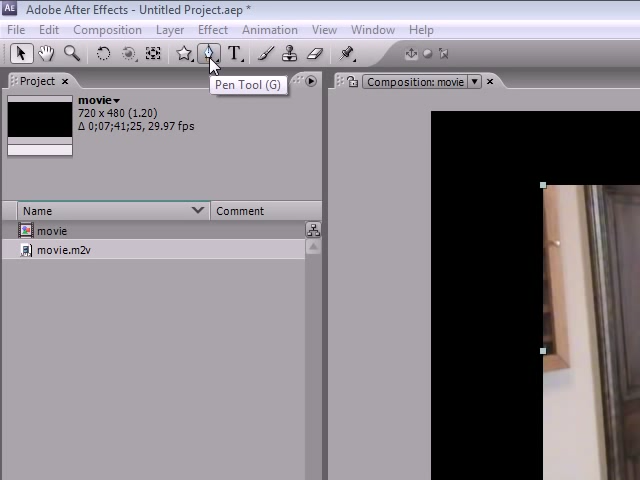 AE Adobe After Effects - Untitled Project.aep *
File Edit Composition Layer Effect Animation View Window Help
T
Pen Tool (G)
Project × Composition: movie ×
movie
720 x 480 (1.20)
Δ 0;07;41;25, 29.97 fps
Name Comment
movie
movie.m2v